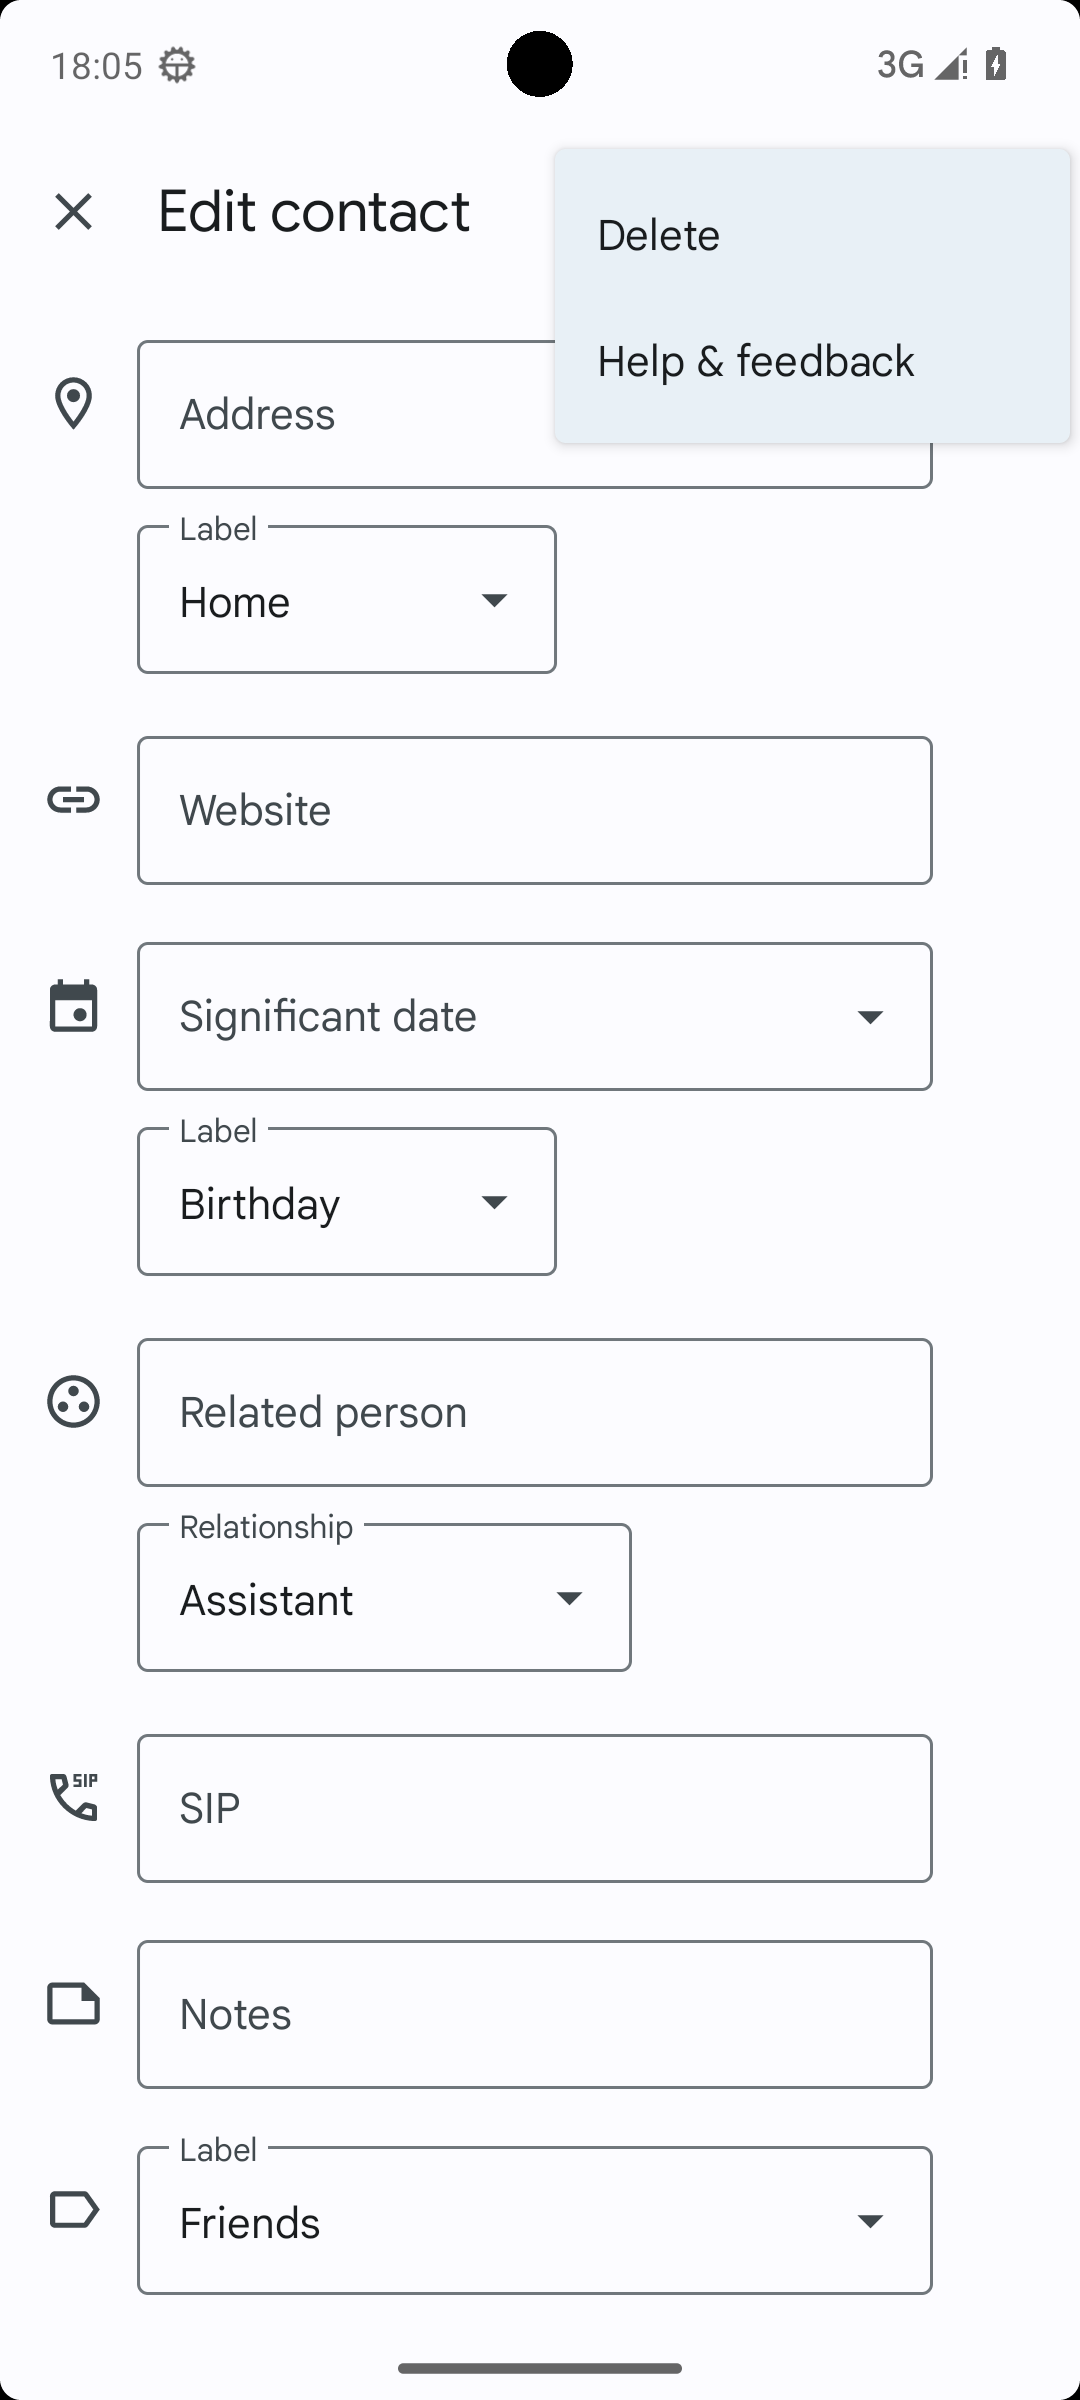 18:05
3G
Edit contact
Delete
Help & feedback
Address
Label
Home
Website
Significant date
Label
Birthday
Related person
Relationship
Assistant
SIP
SIP
Notes
Label
Friends